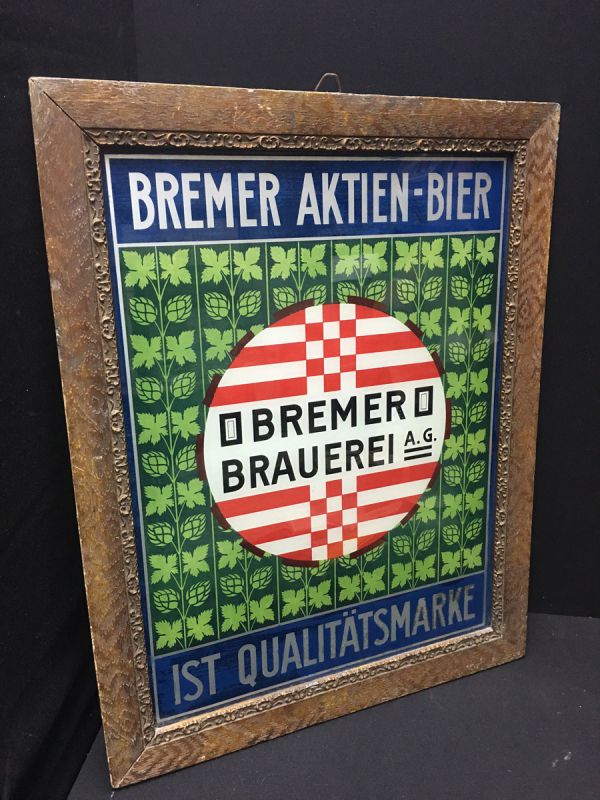 BREMER AKTIEN-BIER
BREMER
BRAUEREI A.G.
IST QUALITÄTSMARKE